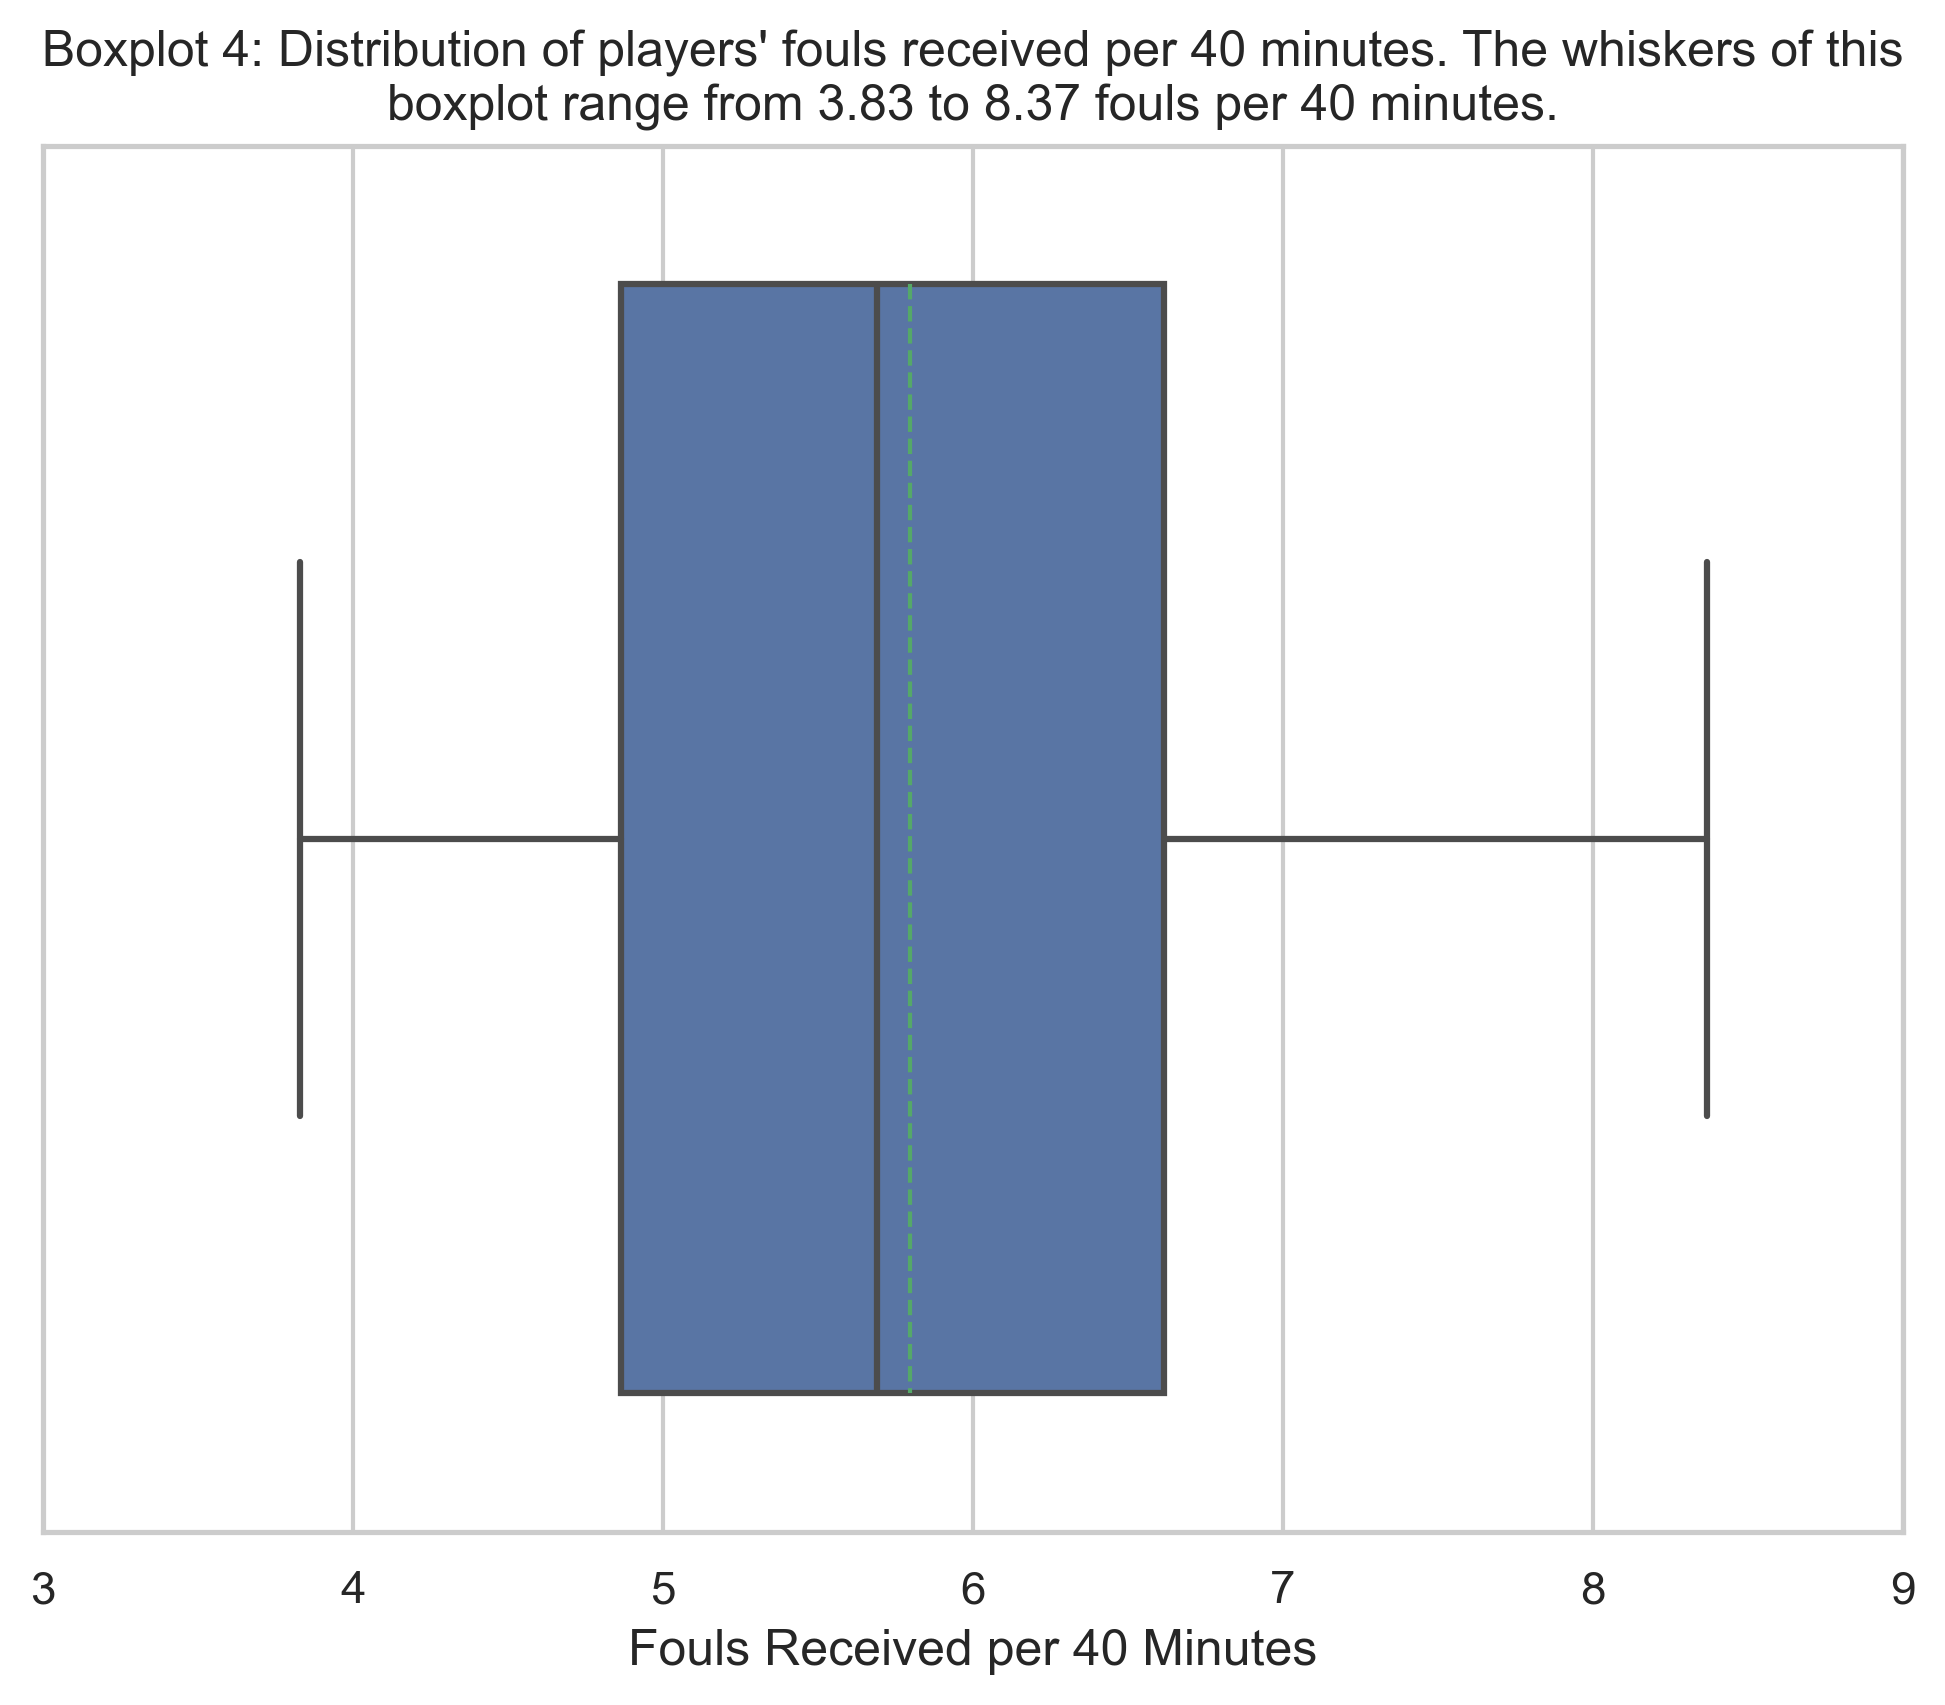 Boxplot 4: Distribution of players' fouls received per 40 minutes. The whiskers of this
boxplot range from 3.83 to 8.37 fouls per 40 minutes.
3 4 5 6 7 8 9
Fouls Received per 40 Minutes